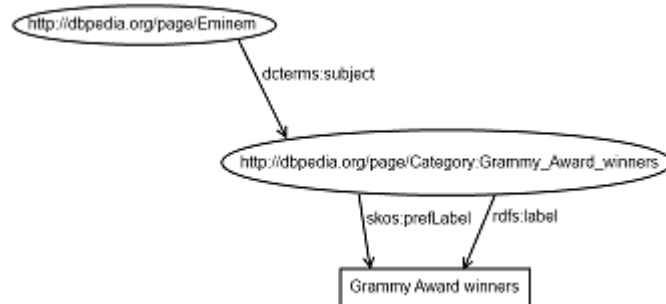 http://dbpedia.org/page/Eminem
dcterms:subject
http://dbpedia.org/page/Category:Grammy_Award_winners
skos:prefLabel
rdfs:label
Grammy Award winners